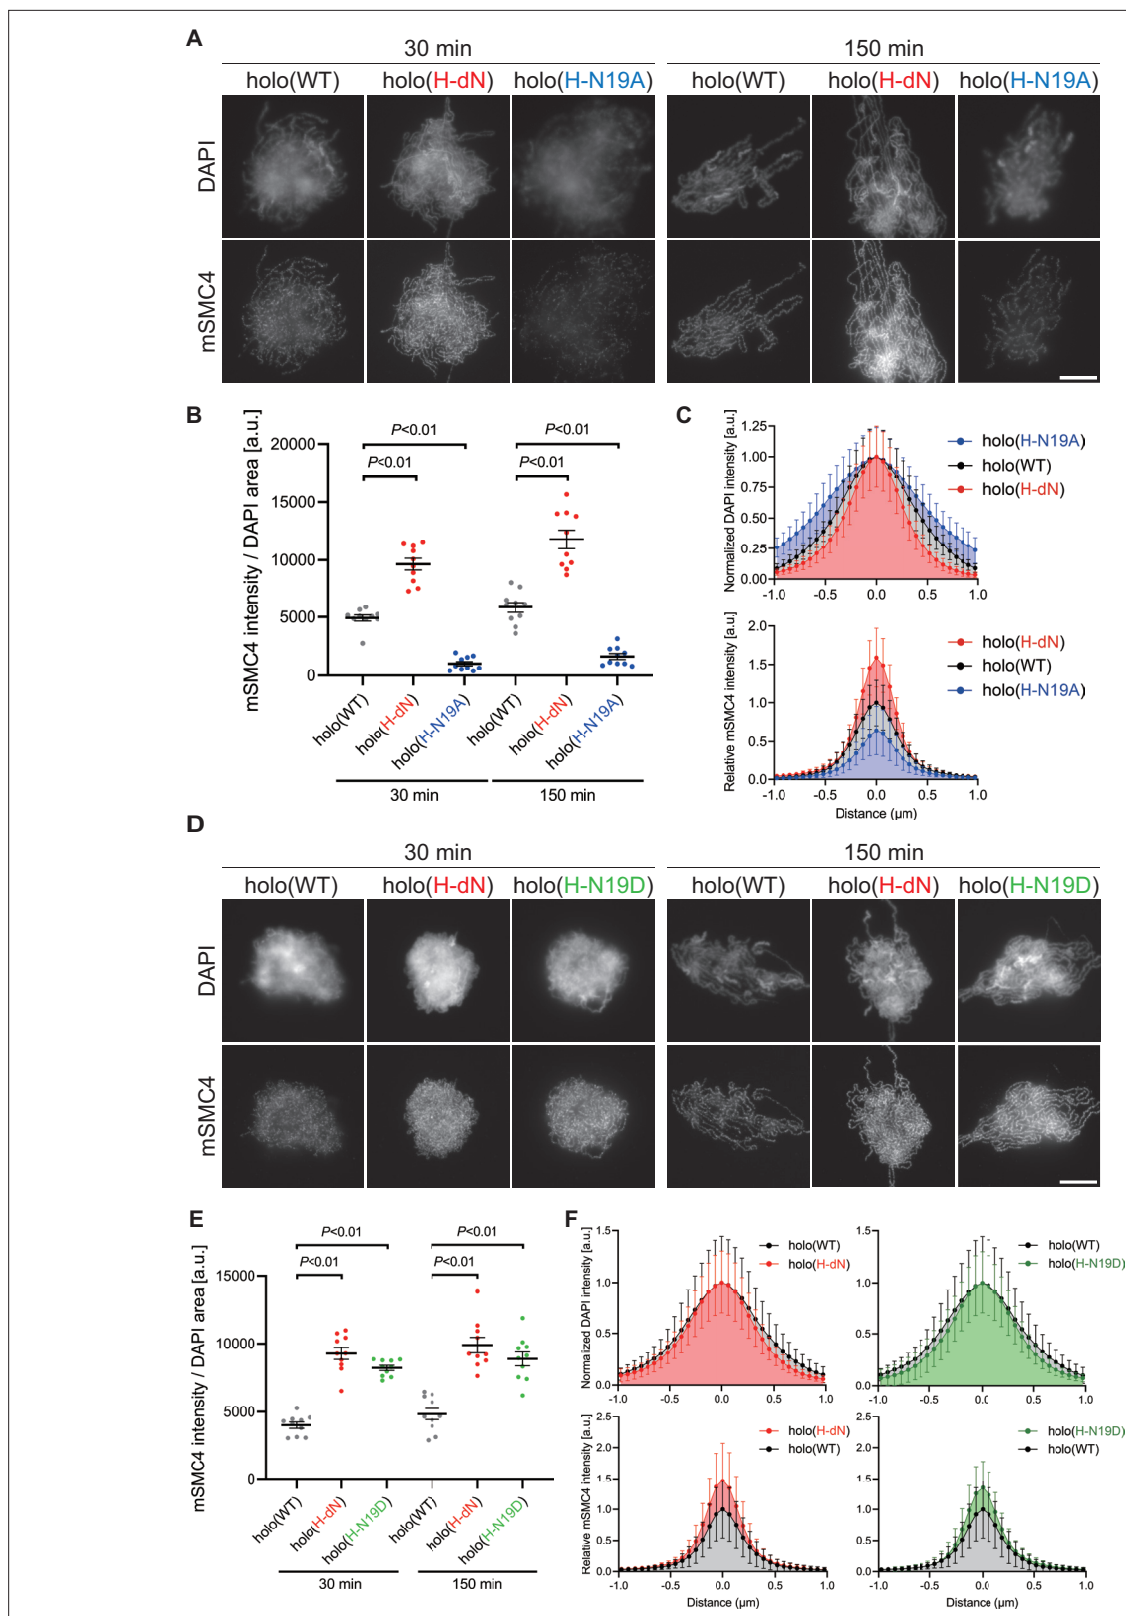 A
30 min
150 min
holo(WT) holo(H-dN) holo(H-N19A) holo(WT) holo(H-dN) holo(H-N19A)
DAPI
mSMC4
B
mSMC4 intensity / DAPI area [a.u.]
20000
15000
10000
5000
0
P<0.01
P<0.01
P<0.01
P<0.01
holo(WT)
holo(H-dN)
holo(H-N19A)
holo(WT)
holo(H-dN)
holo(H-N19A)
30 min
150 min
C
Normalized DAPI intensity [a.u.]
1.25
1.00
0.75
0.50
0.25
0.0
-1.0 -0.5 0.0 0.5 1.0
holo(H-N19A)
holo(WT)
holo(H-dN)
Relative mSMC4 intensity [a.u.]
2.0
1.5
1.0
0.5
0.0
-1.0 -0.5 0.0 0.5 1.0
Distance (µm)
holo(H-dN)
holo(WT)
holo(H-N19A)
D
30 min
150 min
holo(WT) holo(H-dN) holo(H-N19D) holo(WT) holo(H-dN) holo(H-N19D)
DAPI
mSMC4
E
mSMC4 intensity / DAPI area [a.u.]
15000
10000
5000
0
P<0.01
P<0.01
P<0.01
P<0.01
holo(WT)
holo(H-dN)
holo(H-N19D)
holo(WT)
holo(H-dN)
holo(H-N19D)
30 min
150 min
F
Normalized DAPI intensity [a.u.]
1.5
1.0
0.5
0.0
-1.0 -0.5 0.0 0.5 1.0
holo(WT)
holo(H-dN)
1.5
1.0
0.5
0.0
-1.0 -0.5 0.0 0.5 1.0
holo(WT)
holo(H-N19D)
Relative mSMC4 intensity [a.u.]
2.5
2.0
1.5
1.0
0.5
0.0
-1.0 -0.5 0.0 0.5 1.0
Distance (µm)
holo(H-dN)
holo(WT)
2.5
2.0
1.5
1.0
0.5
0.0
-1.0 -0.5 0.0 0.5 1.0
Distance (µm)
holo(H-N19D)
holo(WT)